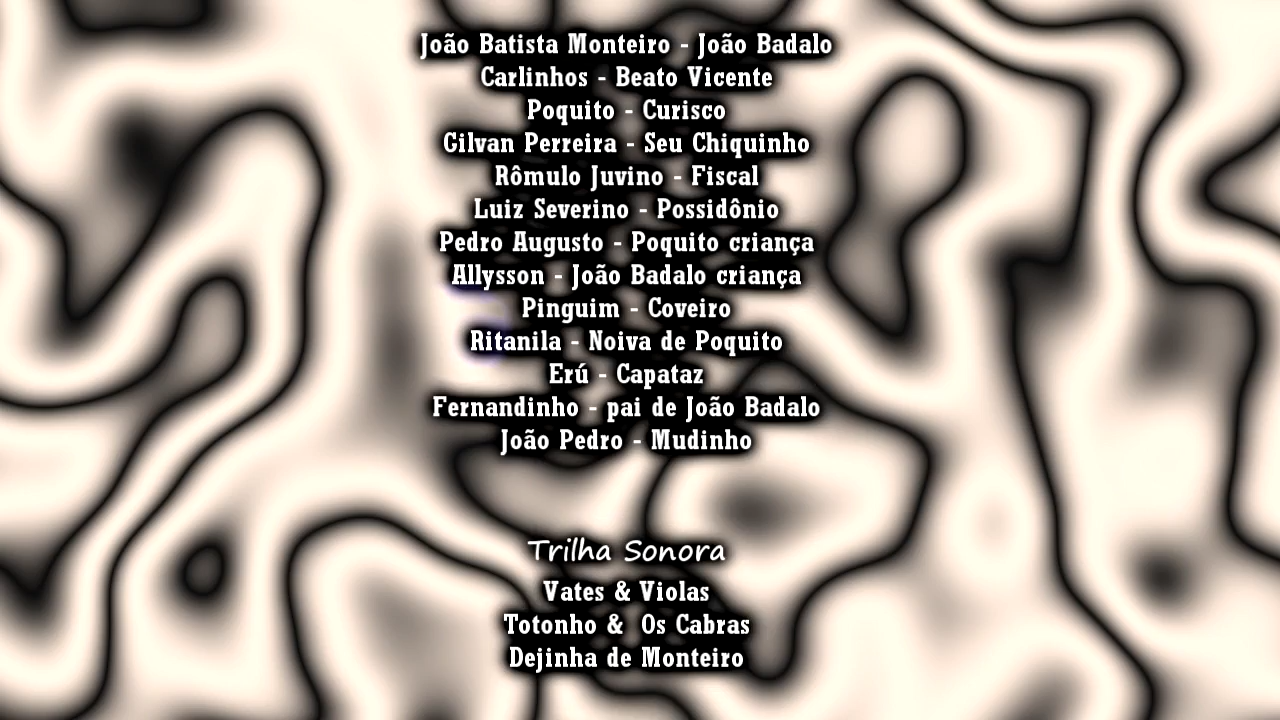 João Batista Monteiro - João Badalo
Carlinhos - Beato Vicente
Poquito - Curisco
Gilvan Perreira - Seu Chiquinho
Rômulo Juvino - Fiscal
Luiz Severino - Possidônio
Pedro Augusto - Poquito criança
Allysson - João Badalo criança
Pinguim - Coveiro
Ritanila - Noiva de Poquito
Erú - Capataz
Fernandinho - pai de João Badalo
João Pedro - Mudinho
Trilha Sonora
Vates & Violas
Totonho &  Os Cabras
Dejinha de Monteiro